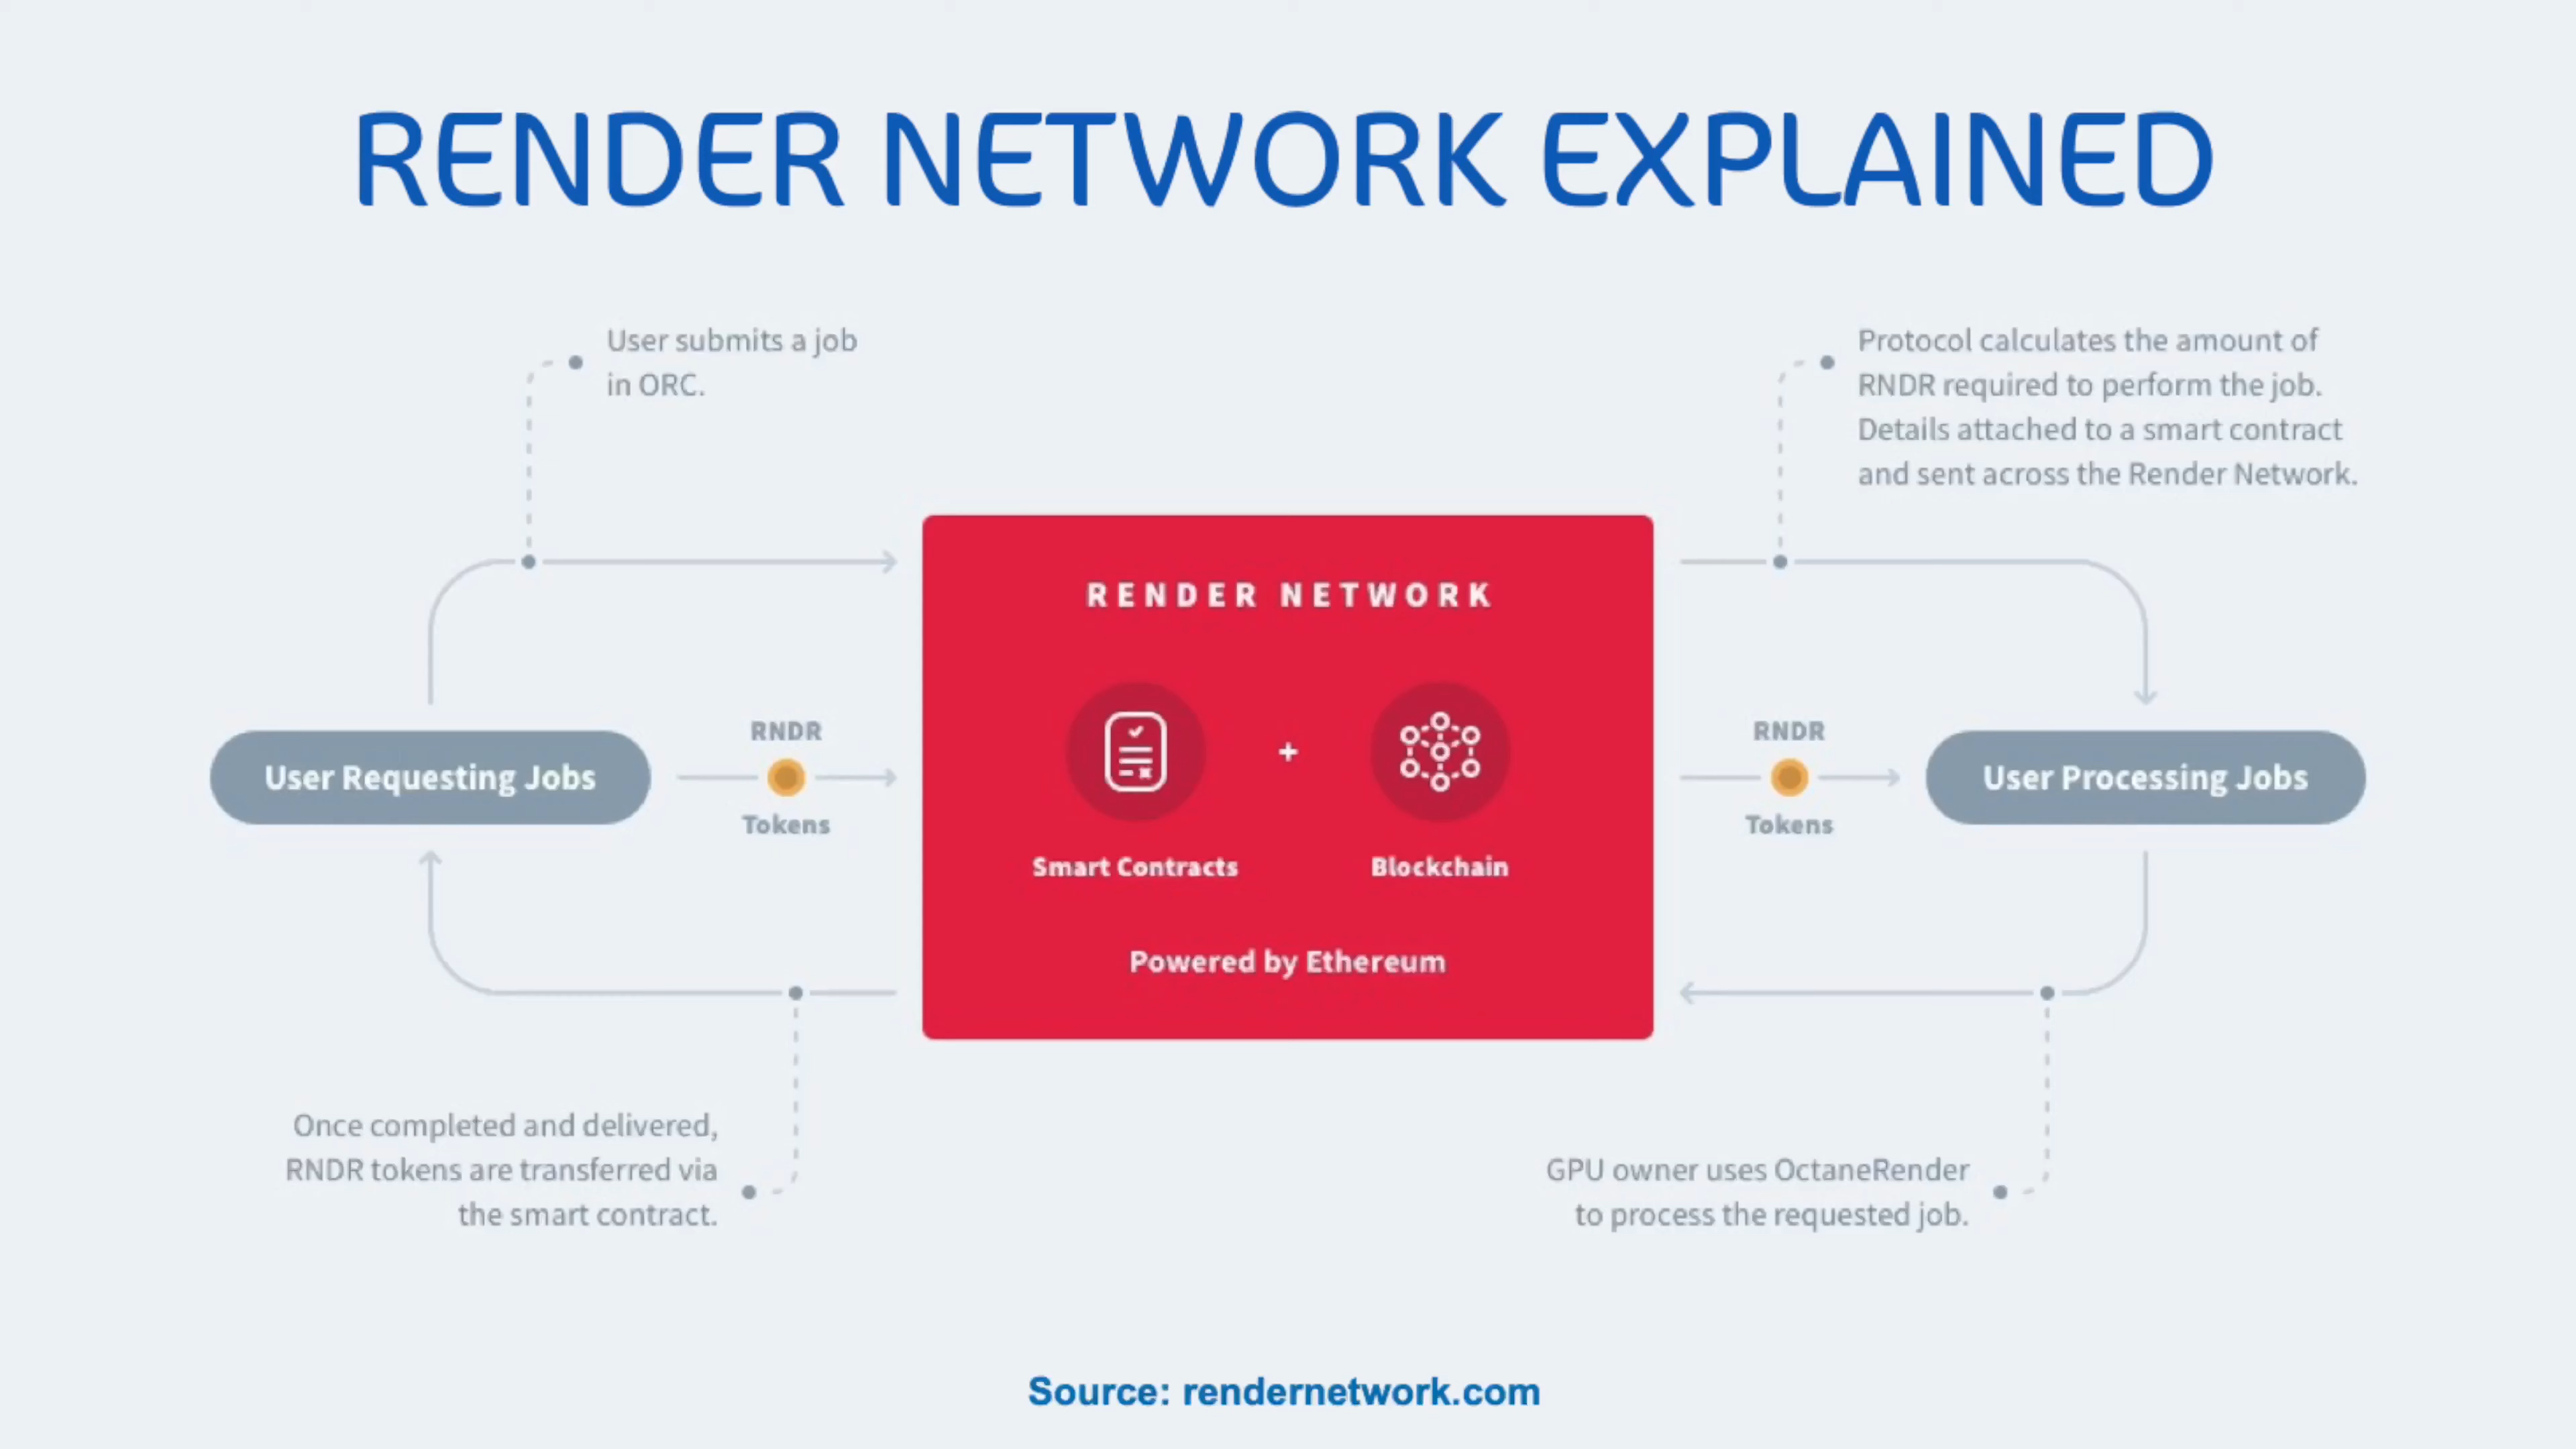 RENDER NETWORK EXPLAINED
User submits a job
in ORC.
Protocol calculates the amount of
RNDR required to perform the job.
Details attached to a smart contract
and sent across the Render Network.
RENDER NETWORK
User Requesting Jobs
RNDR
Tokens
Smart Contracts
+
Blockchain
Powered by Ethereum
RNDR
Tokens
User Processing Jobs
Once completed and delivered,
RNDR tokens are transferred via
the smart contract.
GPU owner uses OctaneRender
to process the requested job.
Source: rendernetwork.com